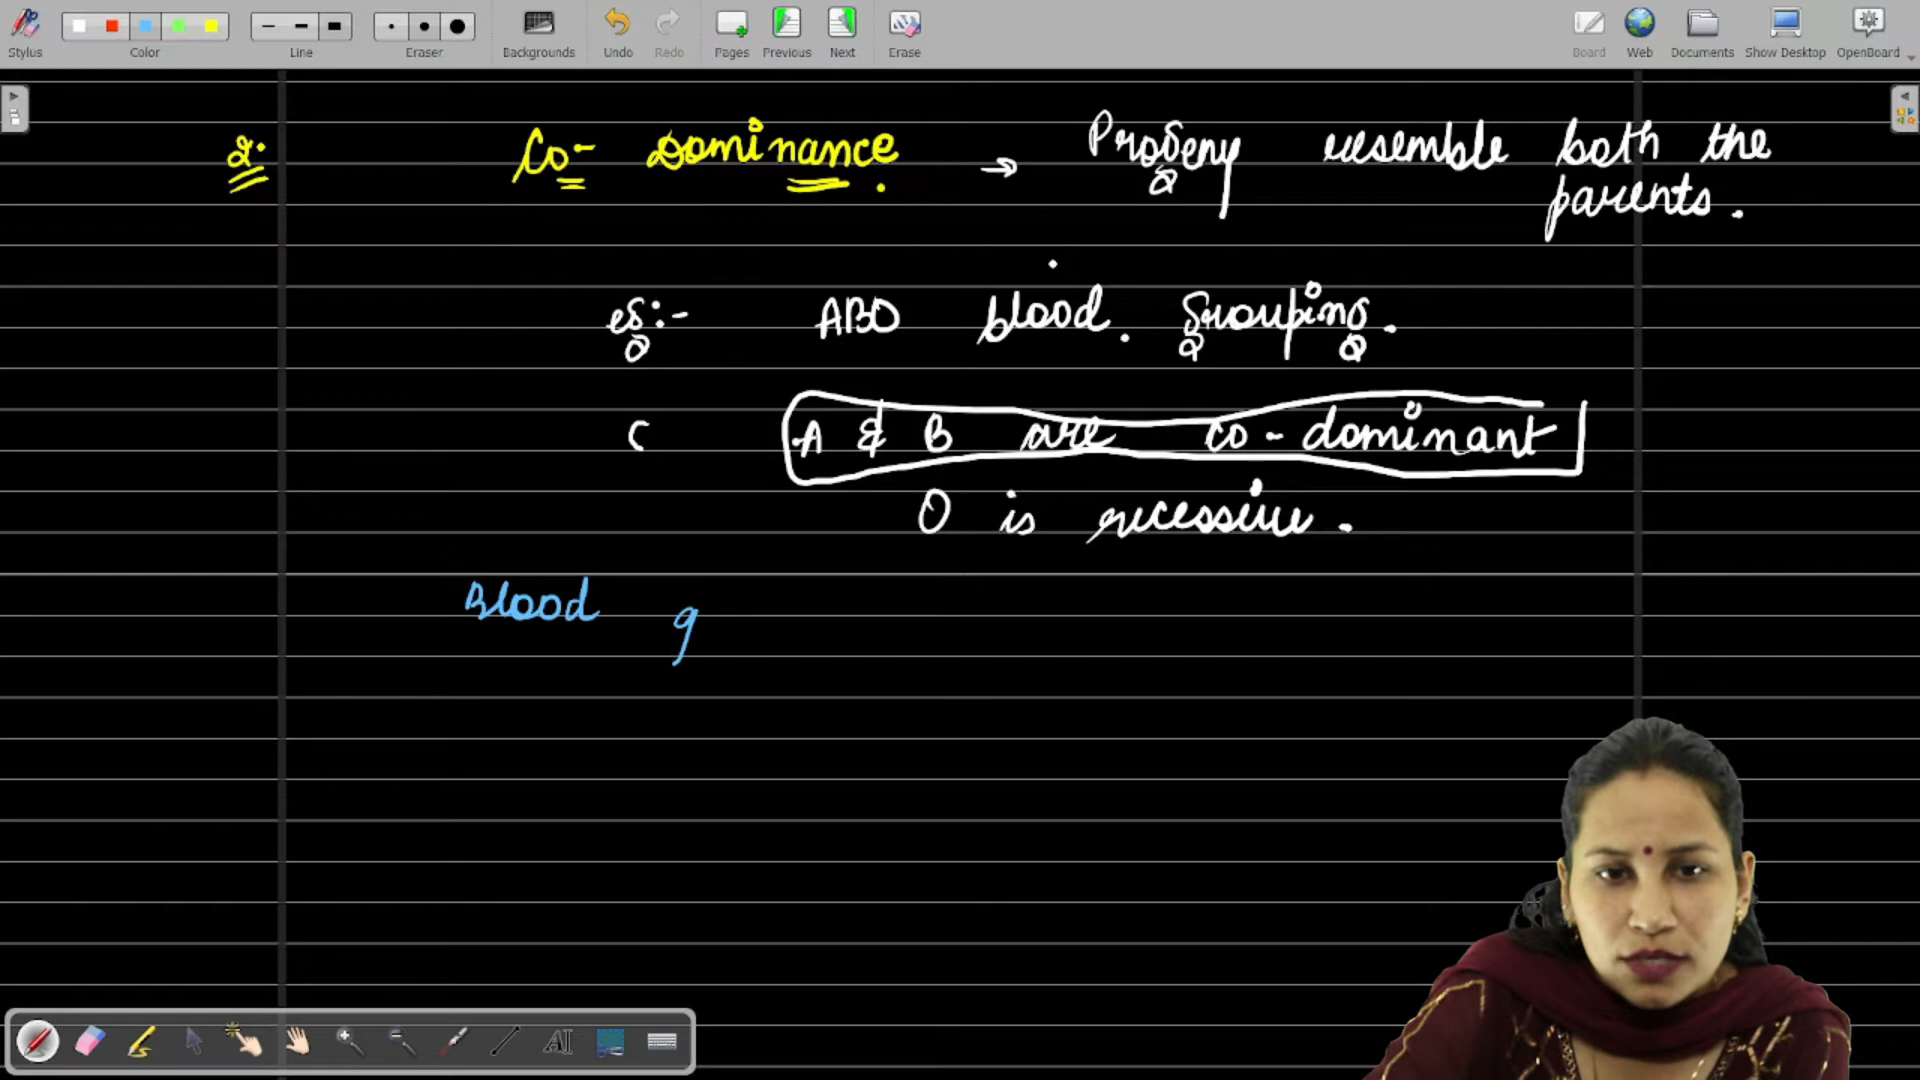 Stylus Color Line Eraser Backgrounds Undo Redo Pages Previous Next Erase Board Web Documents Show Desktop OpenBoard
2. Co-Dominance. → Progeny resemble both the
parents.
eg:- ABO blood. Grouping.
( A & B are co-dominant
O is recessive.
Blood g